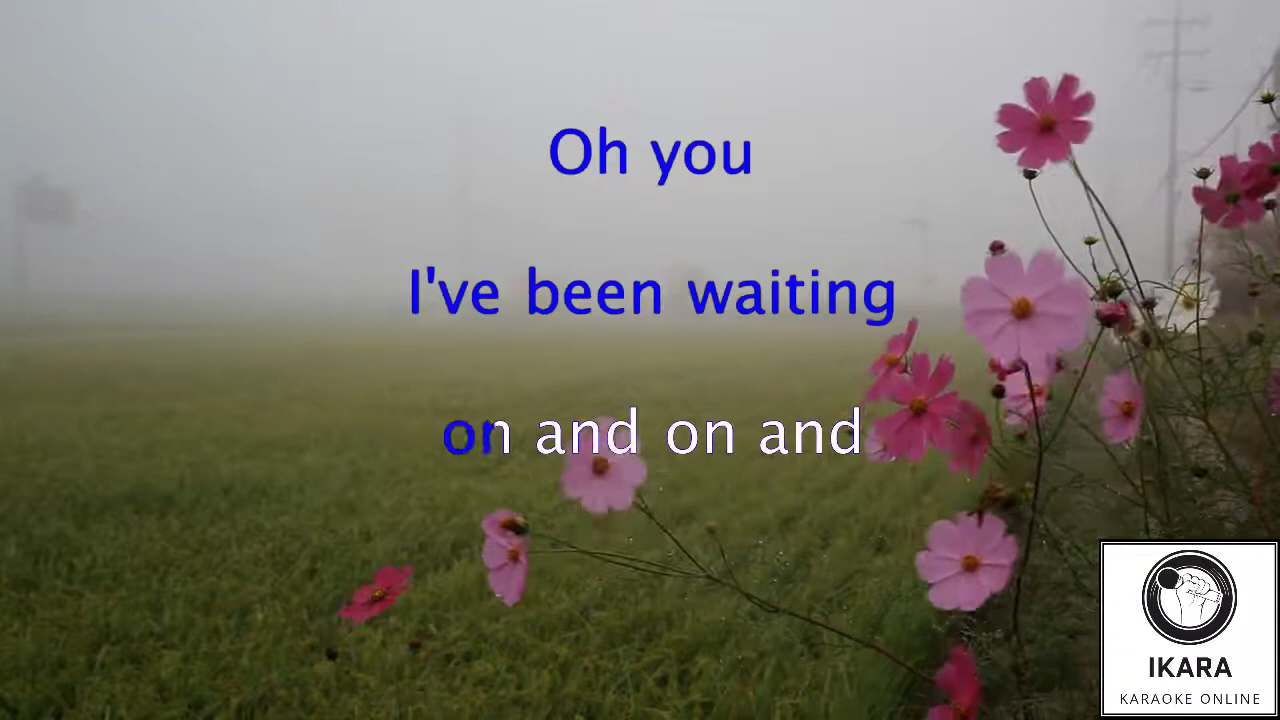 Oh you
I've been waiting
on and on and
IKARA
KARAOKE ONLINE